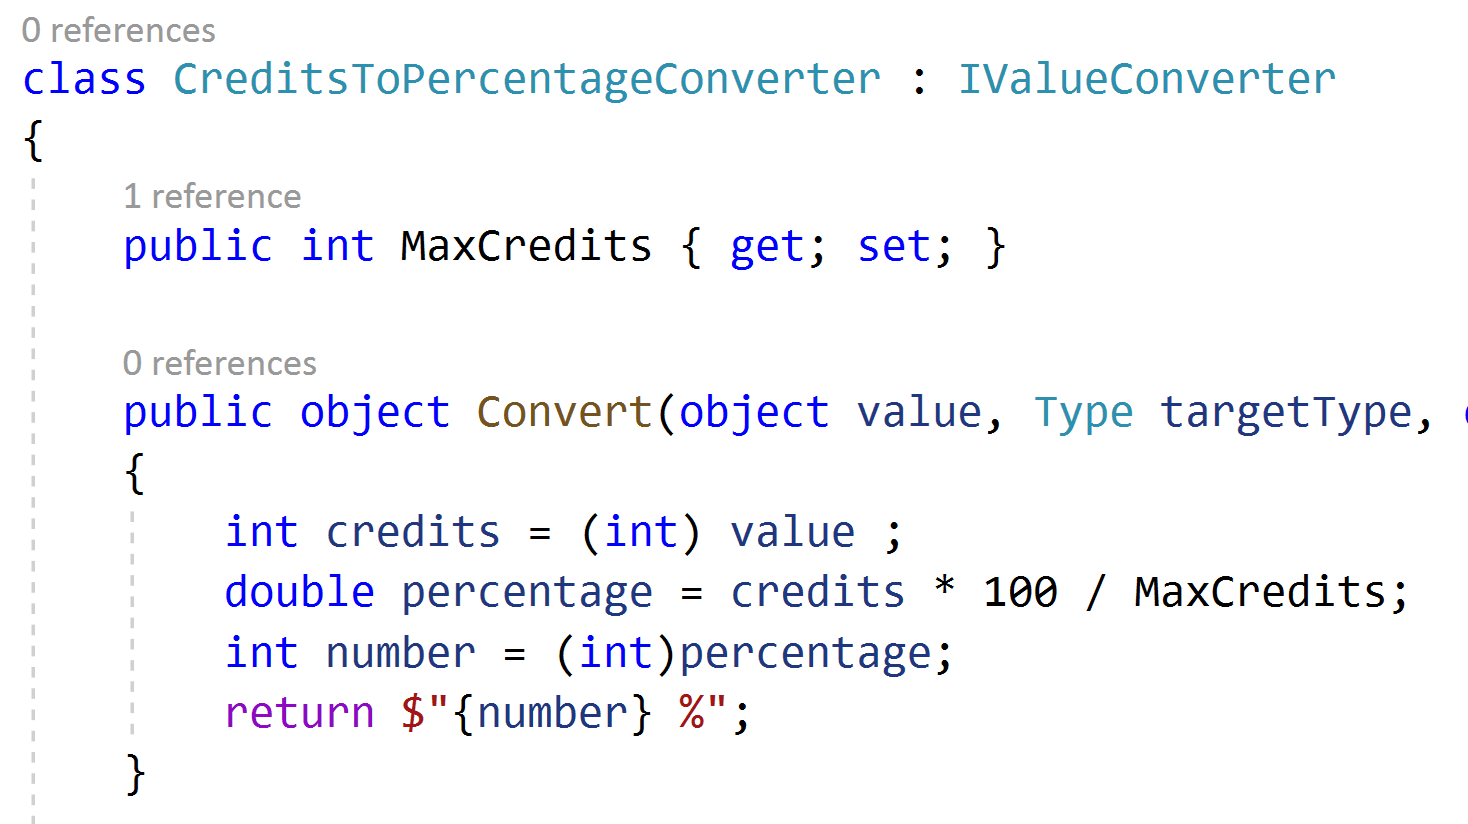 0 references
class CreditsToPercentageConverter : IValueConverter
{
1 reference
public int MaxCredits { get; set; }
0 references
public object Convert(object value, Type targetType,
{
int credits = (int) value ;
double percentage = credits * 100 / MaxCredits;
int number = (int)percentage;
return $"{number} %";
}